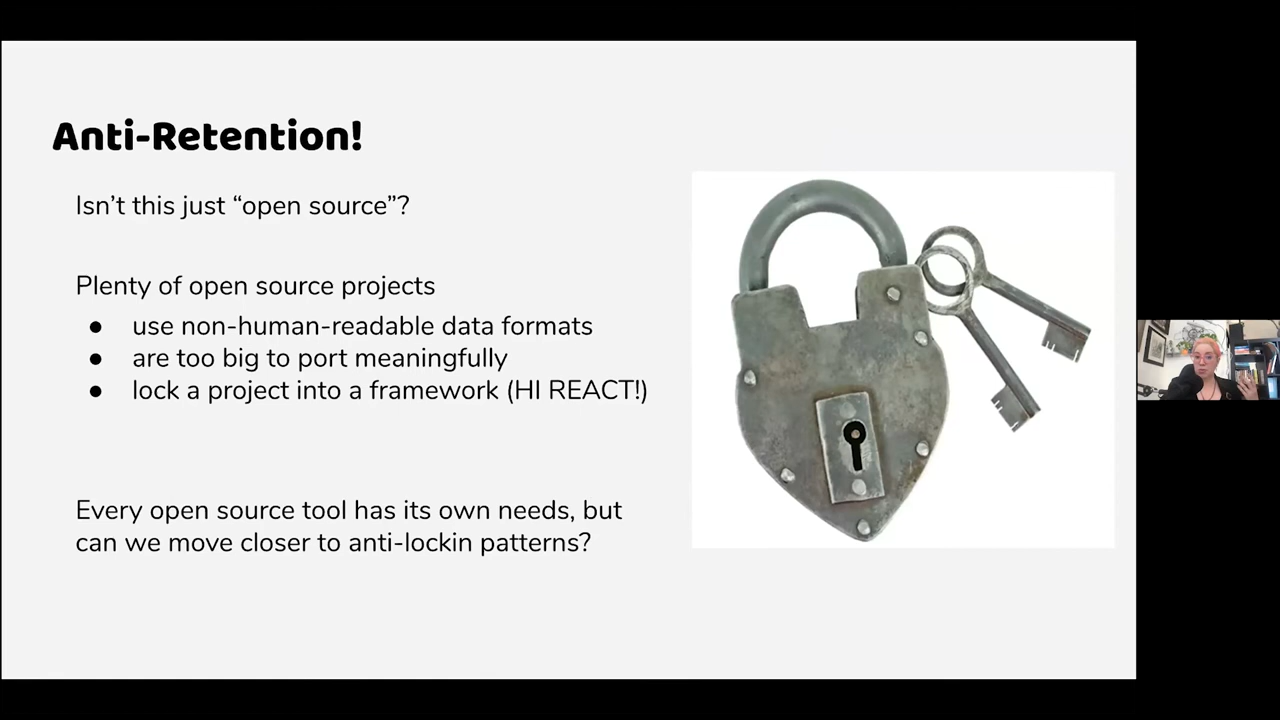 Anti-Retention!
Isn’t this just “open source”?
Plenty of open source projects
● use non-human-readable data formats
● are too big to port meaningfully
● lock a project into a framework (HI REACT!)
Every open source tool has its own needs, but
can we move closer to anti-lockin patterns?